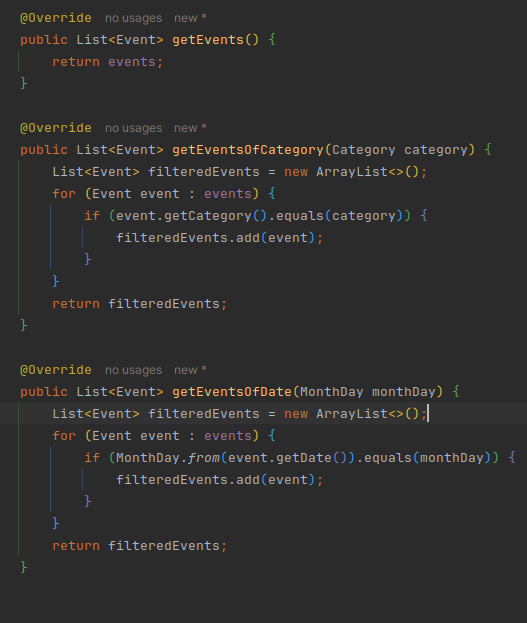 @Override no usages new *
public List<Event> getEvents() {
    return events;
}
@Override no usages new *
public List<Event> getEventsOfCategory(Category category) {
    List<Event> filteredEvents = new ArrayList<>();
    for (Event event : events) {
        if (event.getCategory().equals(category)) {
            filteredEvents.add(event);
        }
    }
    return filteredEvents;
}
@Override no usages new *
public List<Event> getEventsOfDate(MonthDay monthDay) {
    List<Event> filteredEvents = new ArrayList<>();
    for (Event event : events) {
        if (MonthDay.from(event.getDate()).equals(monthDay)) {
            filteredEvents.add(event);
        }
    }
    return filteredEvents;
}